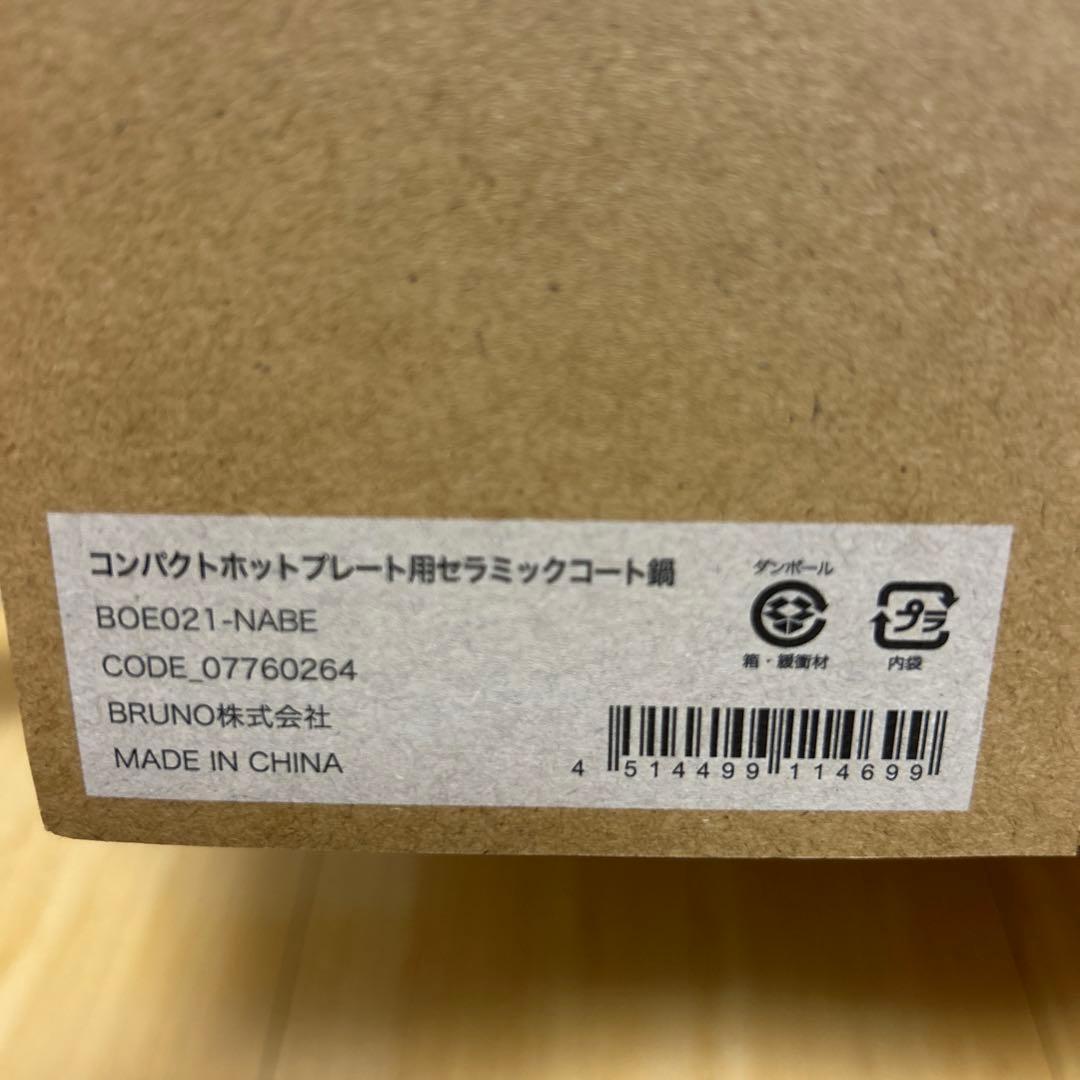 コンパクトホットプレート用セラミックコート鍋
BOE021-NABE
CODE_07760264
BRUNO株式会社
MADE IN CHINA
ダンボール
箱・緩衝材
プラ
内袋
4 514499 114699